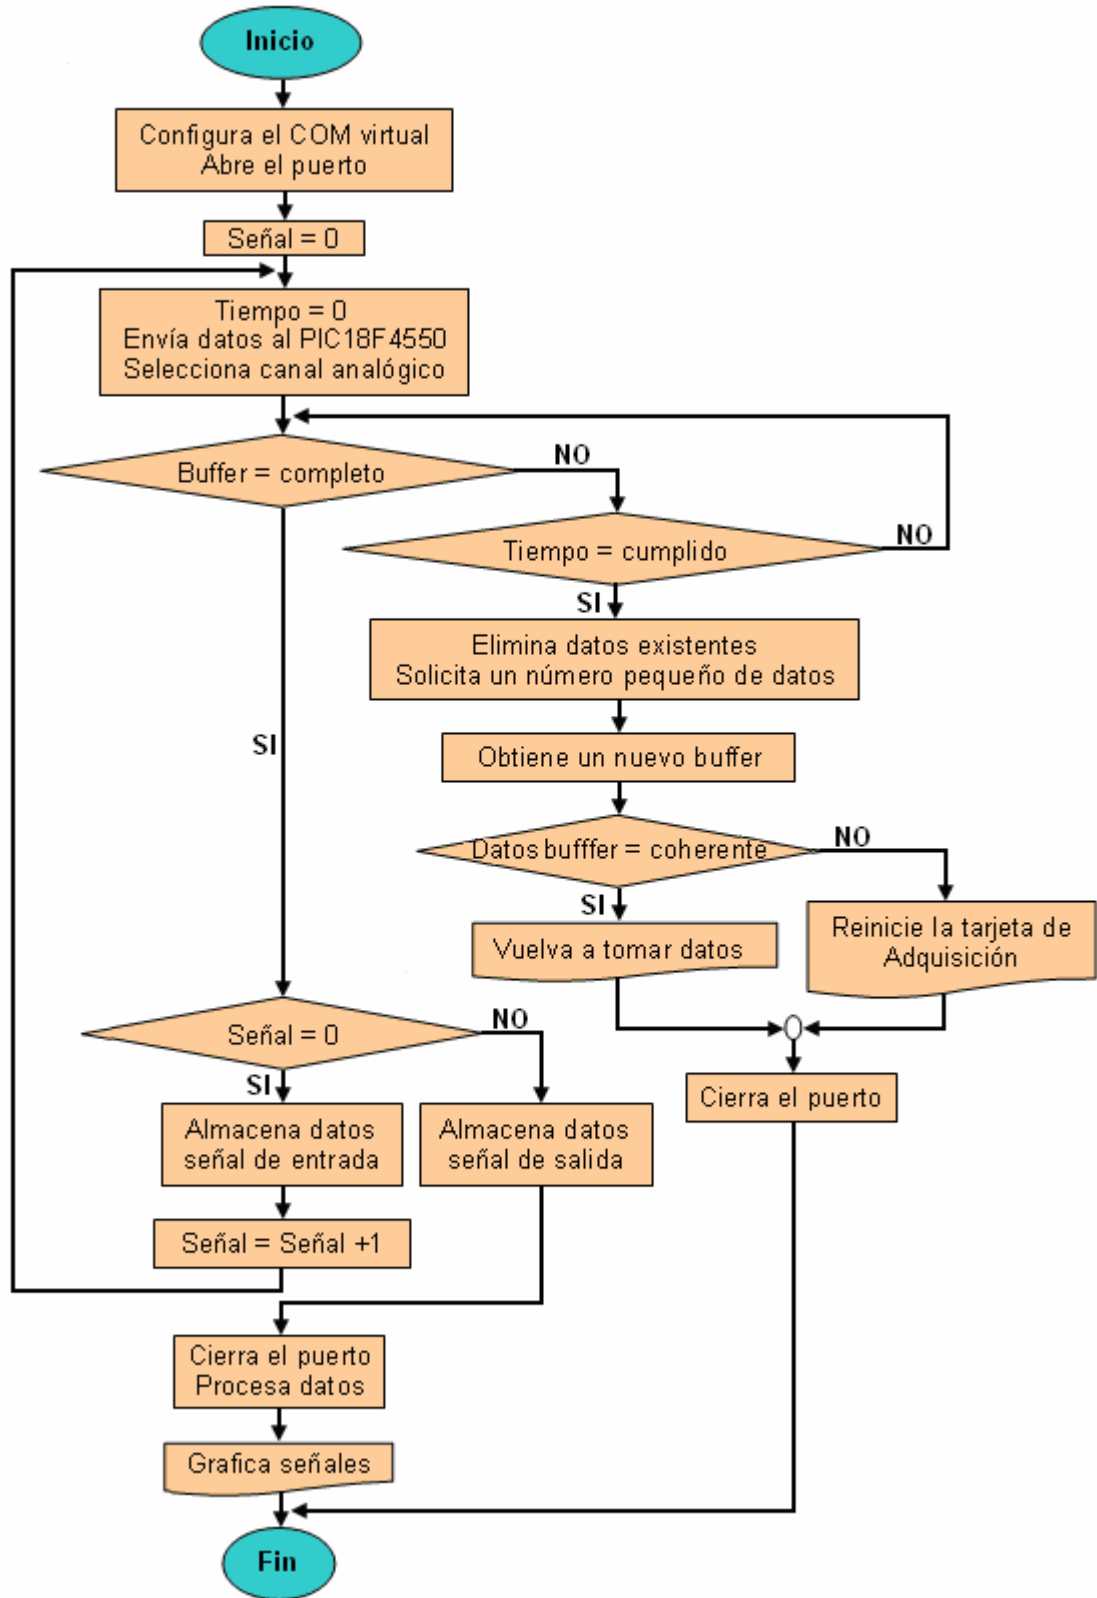 Inicio
Configura el COM virtual
Abre el puerto
Señal = 0
Tiempo = 0
Envía datos al PIC18F4550
Selecciona canal analógico
Buffer = completo
NO
Tiempo = cumplido
NO
SI
Elimina datos existentes
Solicita un número pequeño de datos
Obtiene un nuevo buffer
SI
Datos bufffer = coherente
NO
SI
Vuelva a tomar datos
Reinicie la tarjeta de
Adquisición
Señal = 0
NO
SI
Almacena datos
señal de entrada
Almacena datos
señal de salida
Cierra el puerto
Señal = Señal +1
Cierra el puerto
Procesa datos
Grafica señales
Fin